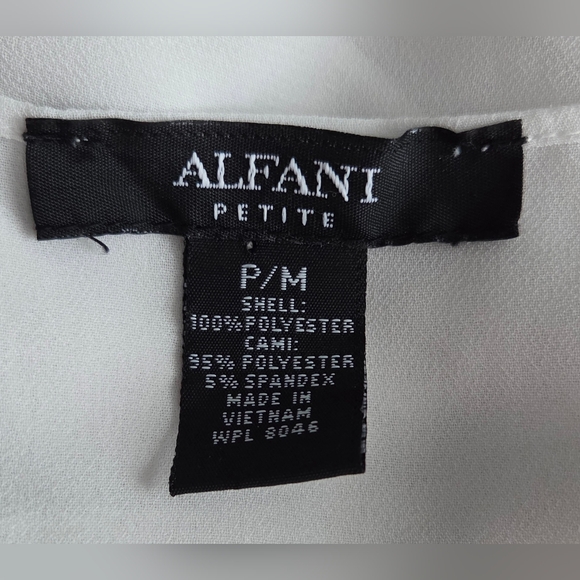 ALFANI
PETITE
P/M
SHELL:
100%POLYESTER
CAMI:
95% POLYESTER
5% SPANDEX
MADE IN
VIETNAM
WPL 8046